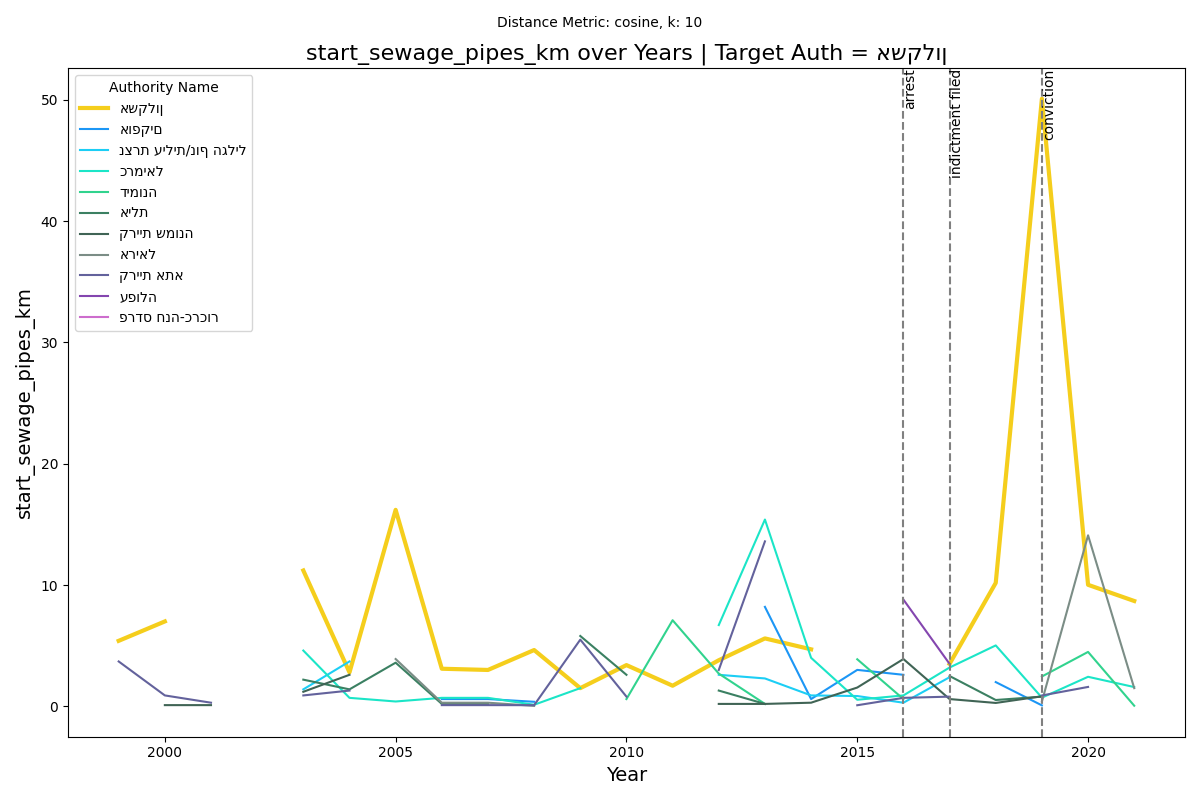 Distance Metric: cosine, k: 10
start_sewage_pipes_km over Years | Target Auth = אשקלון
start_sewage_pipes_km
50
40
30
20
10
0
Authority Name
אשקלון
אופקים
נצרת עילית/נוף הגליל
כרמיאל
דימונה
אילת
קריית שמונה
אריאל
קריית אתא
עפולה
פרדס חנה-כרכור
arrest
indictment filed
conviction
2000
2005
2010
2015
2020
Year